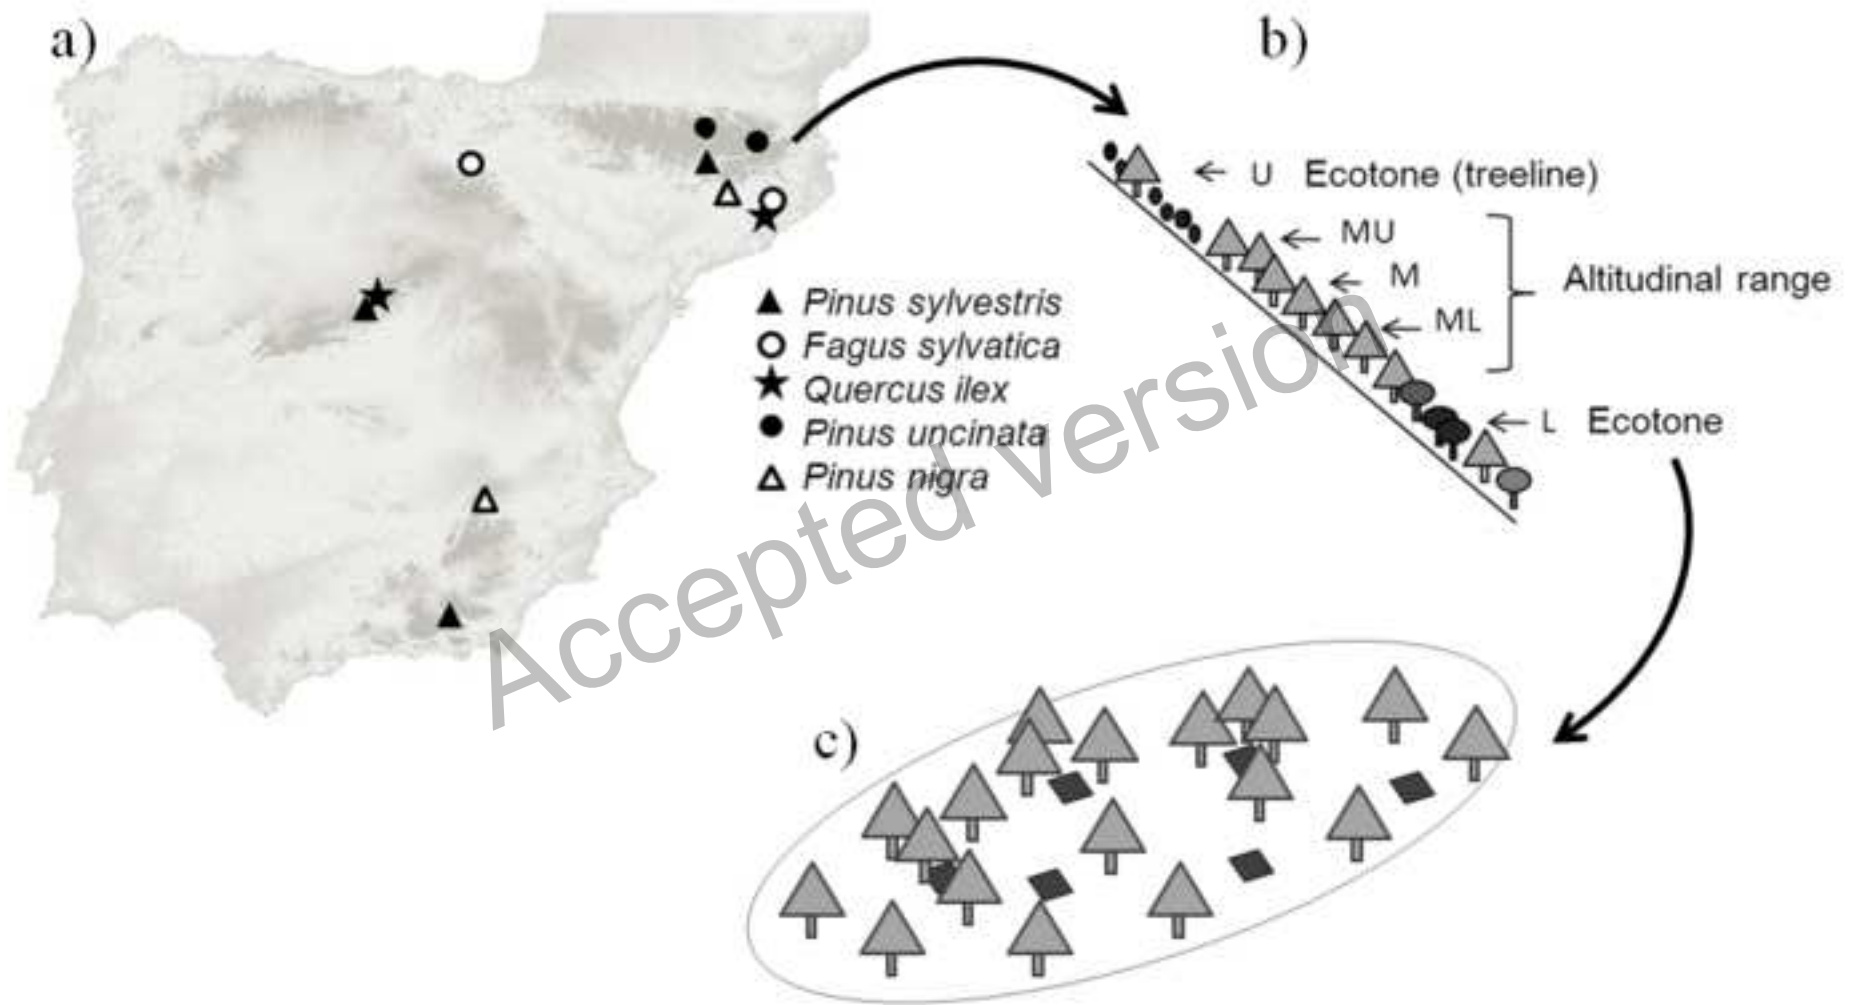 a)
b)
U Ecotone (treeline)
MU
M
Altitudinal range
ML
L Ecotone
Pinus sylvestris
Fagus sylvatica
Quercus ilex
Pinus uncinata
Pinus nigra
Accepted version
c)